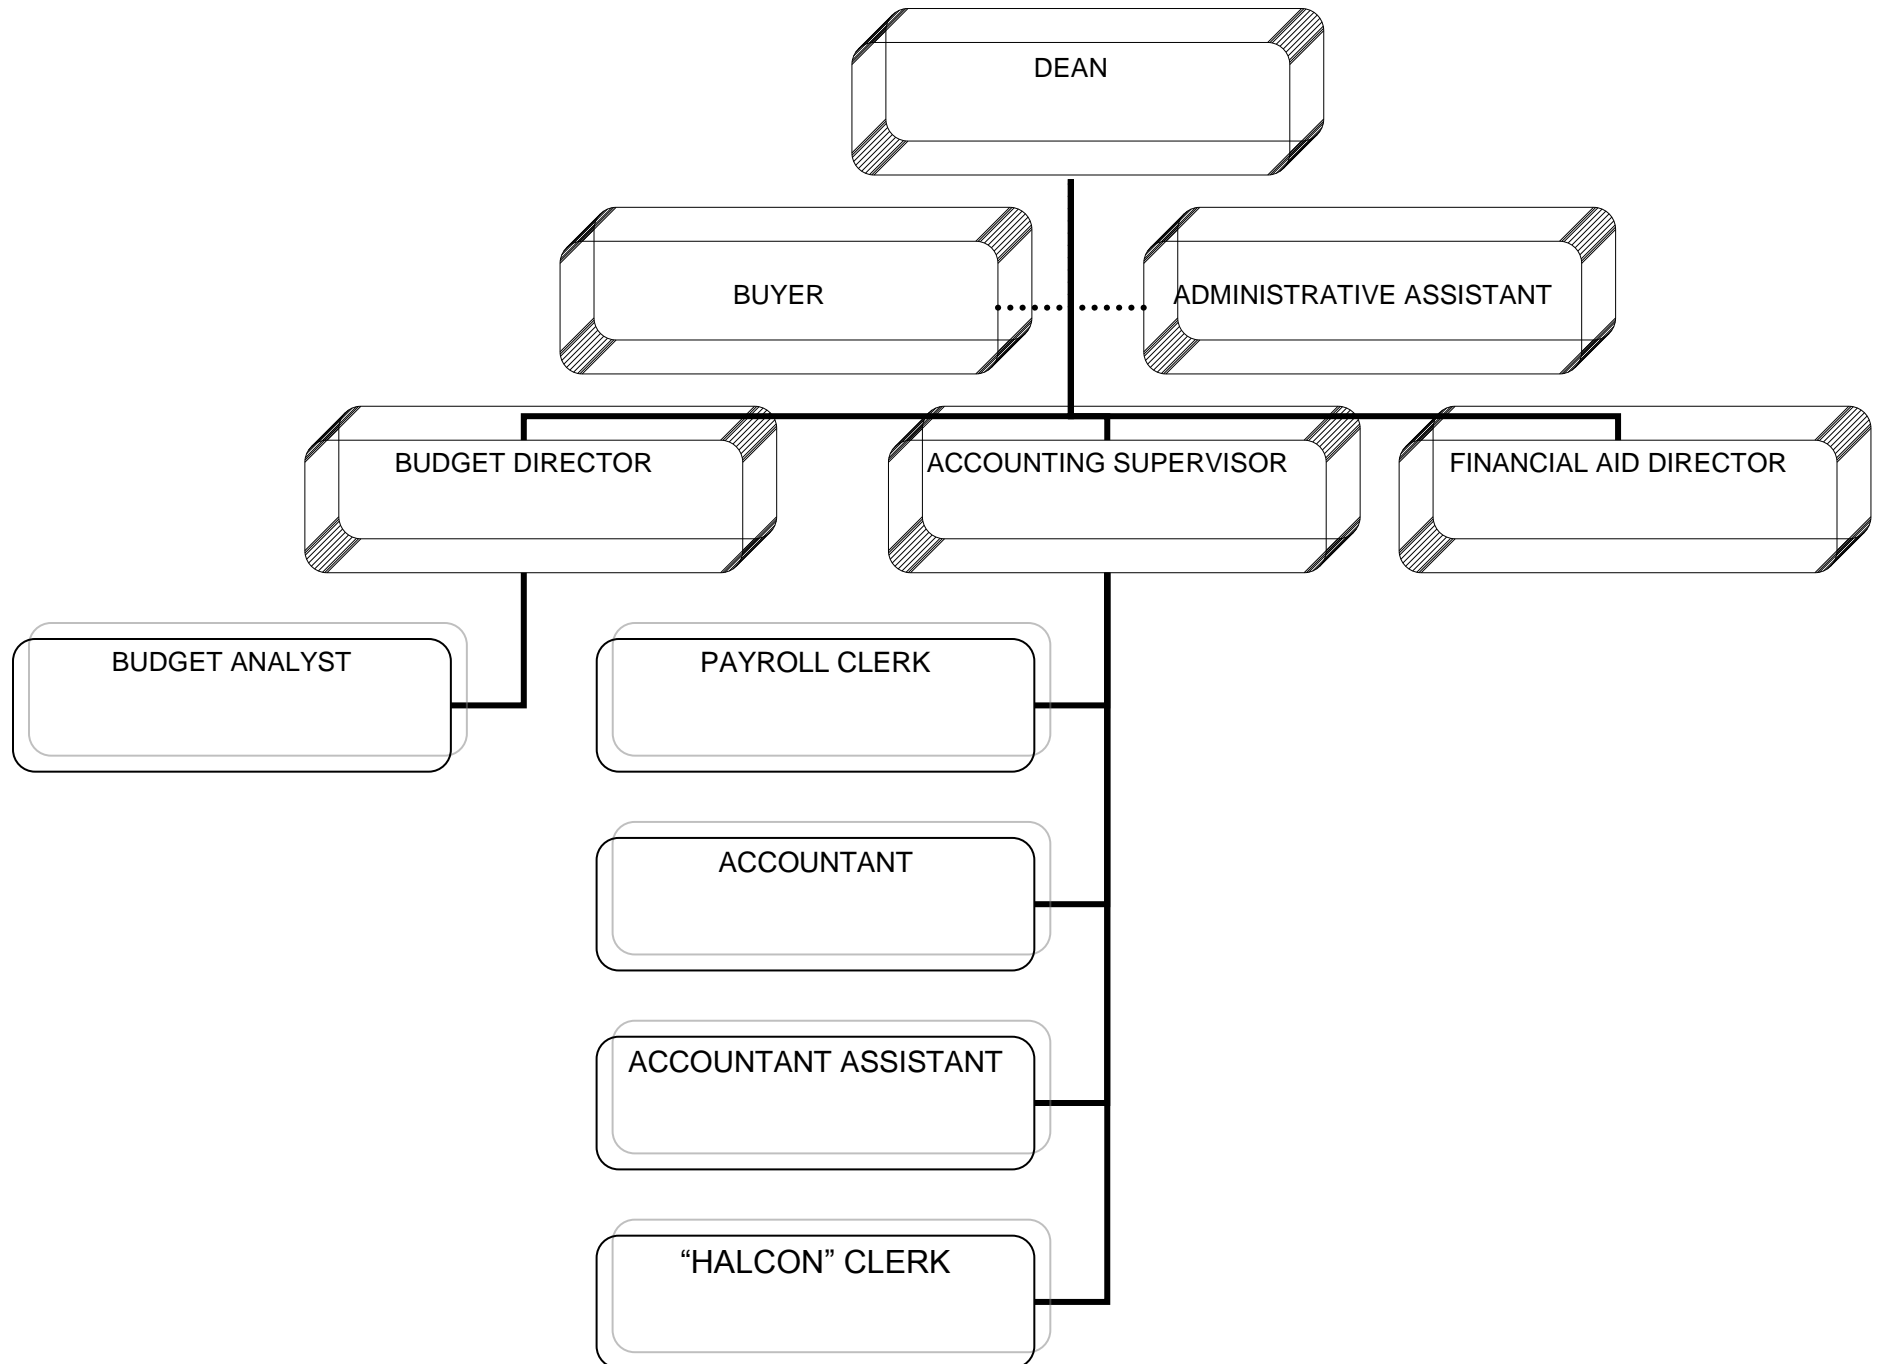 DEAN
BUYER
ADMINISTRATIVE ASSISTANT
BUDGET DIRECTOR
ACCOUNTING SUPERVISOR
FINANCIAL AID DIRECTOR
BUDGET ANALYST
PAYROLL CLERK
ACCOUNTANT
ACCOUNTANT ASSISTANT
“HALCON” CLERK